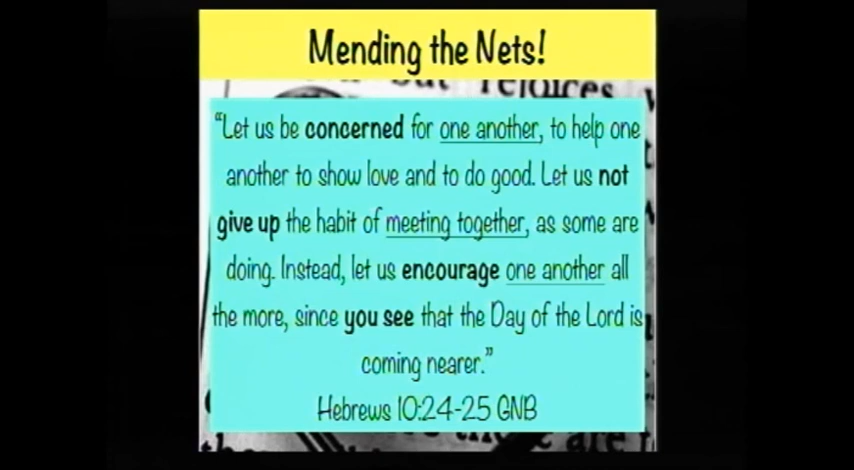 Mending the Nets!
but rejoices
“Let us be concerned for one another, to help one
another to show love and to do good. Let us not
give up the habit of meeting together, as some are
doing. Instead, let us encourage one another all
the more, since you see that the Day of the Lord is
coming nearer.”
Hebrews 10:24-25 GNB